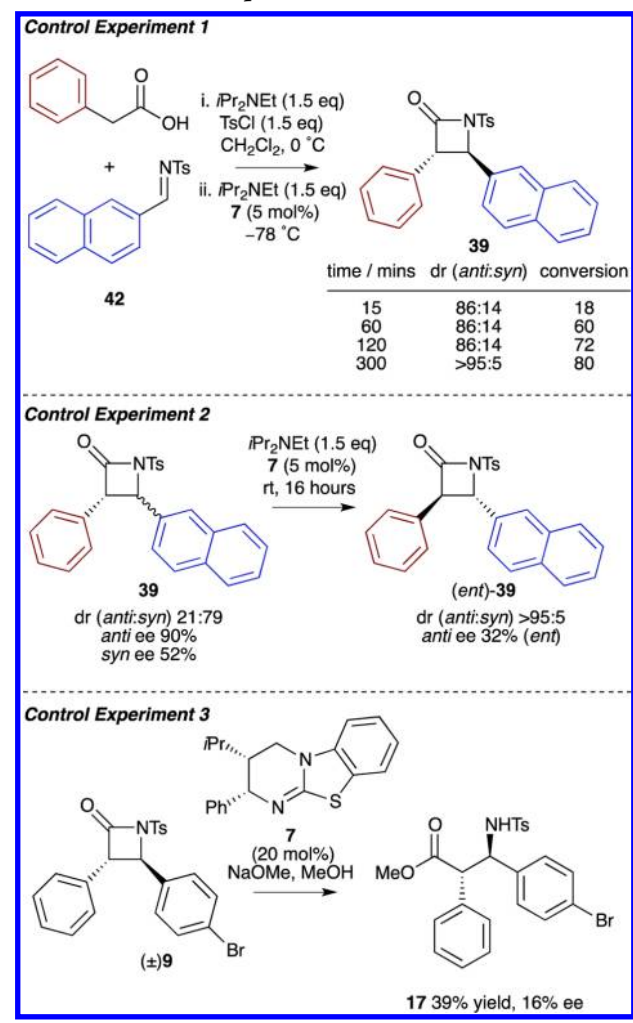 Control Experiment 1
O
OH
+
NTs
42
i. iPr2NEt (1.5 eq)
TsCl (1.5 eq)
CH2Cl2, 0 ˚C
ii. iPr2NEt (1.5 eq)
7 (5 mol%)
–78 ˚C
O
NTs
39
time / mins dr (anti:syn) conversion
15 86:14 18
60 86:14 60
120 86:14 72
300 >95:5 80
Control Experiment 2
O
NTs
39
dr (anti:syn) 21:79
anti ee 90%
syn ee 52%
iPr2NEt (1.5 eq)
7 (5 mol%)
rt, 16 hours
O
NTs
(ent)-39
dr (anti:syn) >95:5
anti ee 32% (ent)
Control Experiment 3
O
NTs
Br
(±)9
iPr
N
Ph
N
S
7
(20 mol%)
NaOMe, MeOH
O
NHTs
MeO
Br
17 39% yield, 16% ee